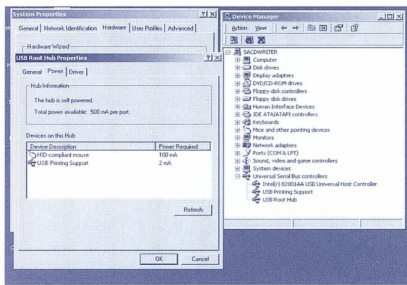 System Properties
General Network Identification Hardware User Profiles Advanced
Hardware Wizard
USB Root Hub Properties
General Power Driver
Hub Information
The hub is self powered.
Total power available: 500 mA per port.
Devices on this Hub
Device Description Power Required
HID-compliant mouse 100 mA
USB Printing Support 2 mA
Refresh
OK Cancel
Device Manager
Action View
SACDWRITER
Computer
Disk drives
Display adapters
DVD/CD-ROM drives
Floppy disk controllers
Floppy disk drives
Human Interface Devices
IDE ATA/ATAPI controllers
Keyboards
Mice and other pointing devices
Monitors
Network adapters
Ports (COM & LPT)
Sound, video and game controllers
System devices
Universal Serial Bus controllers
Intel(r) 82801AA USB Universal Host Controller
USB Printing Support
USB Root Hub